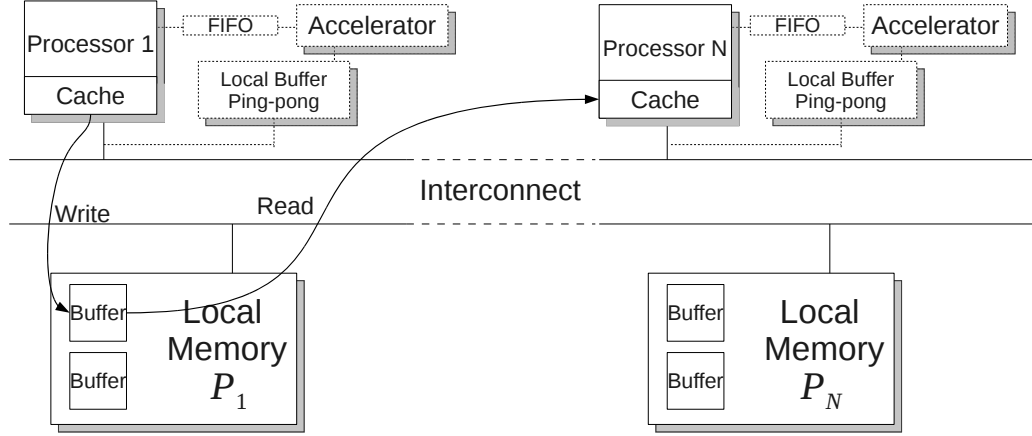 Processor 1
Cache
FIFO
Accelerator
Local Buffer
Ping-pong
Processor N
Cache
FIFO
Accelerator
Local Buffer
Ping-pong
Interconnect
Write
Read
Buffer
Buffer
Local
Memory
P1
Buffer
Buffer
Local
Memory
PN